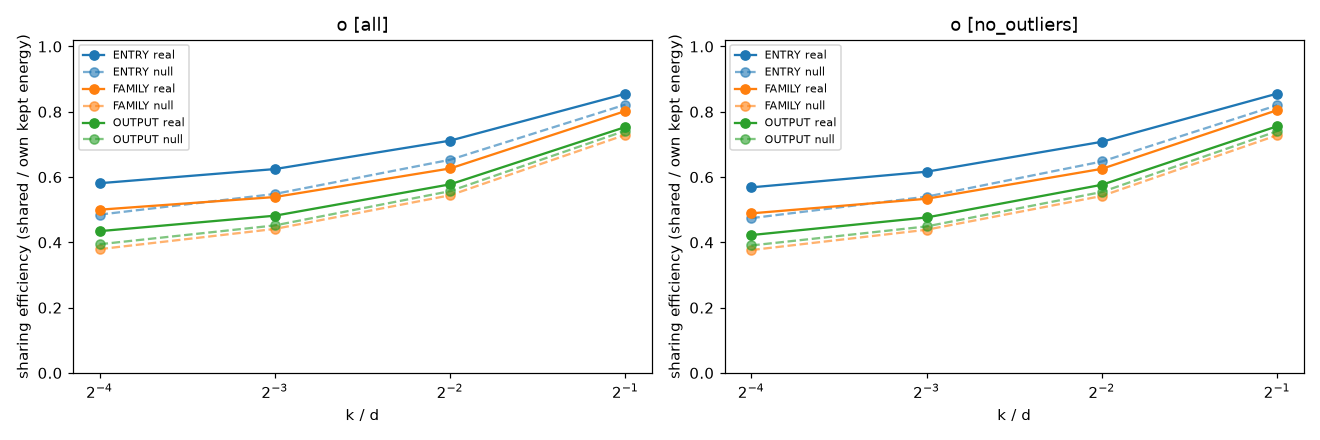 o [all]
sharing efficiency (shared / own kept energy)
1.0
0.8
0.6
0.4
0.2
0.0
ENTRY real
ENTRY null
FAMILY real
FAMILY null
OUTPUT real
OUTPUT null
2⁻⁴ 2⁻³ 2⁻² 2⁻¹
k / d
o [no_outliers]
sharing efficiency (shared / own kept energy)
1.0
0.8
0.6
0.4
0.2
0.0
ENTRY real
ENTRY null
FAMILY real
FAMILY null
OUTPUT real
OUTPUT null
2⁻⁴ 2⁻³ 2⁻² 2⁻¹
k / d